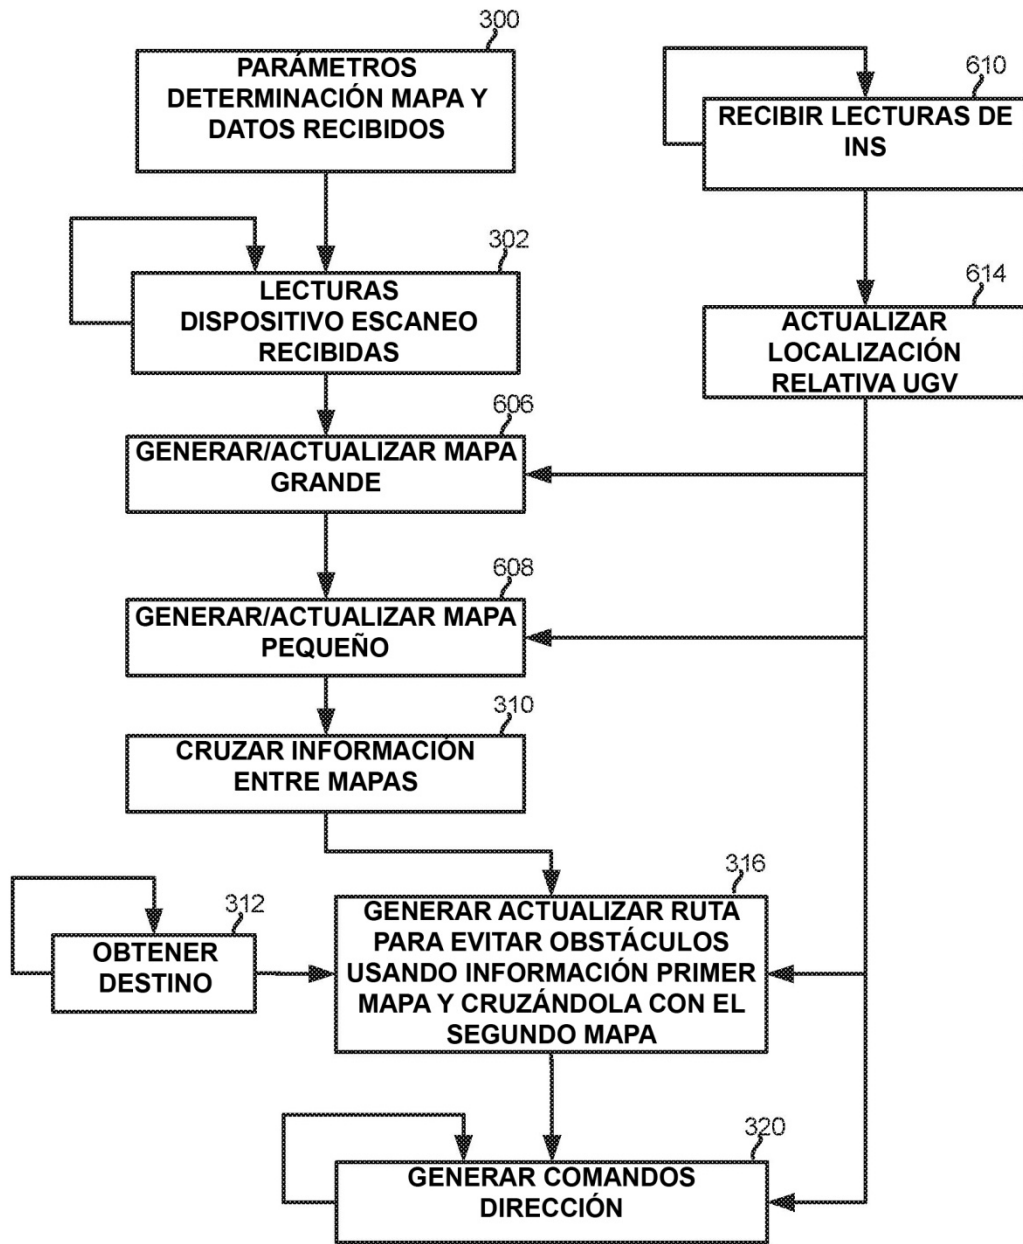 300
PARÁMETROS
DETERMINACIÓN MAPA Y
DATOS RECIBIDOS
610
RECIBIR LECTURAS DE
INS
302
LECTURAS
DISPOSITIVO ESCANEO
RECIBIDAS
614
ACTUALIZAR
LOCALIZACIÓN
RELATIVA UGV
606
GENERAR/ACTUALIZAR MAPA
GRANDE
608
GENERAR/ACTUALIZAR MAPA
PEQUEÑO
310
CRUZAR INFORMACIÓN
ENTRE MAPAS
312
OBTENER
DESTINO
316
GENERAR ACTUALIZAR RUTA
PARA EVITAR OBSTÁCULOS
USANDO INFORMACIÓN PRIMER
MAPA Y CRUZÁNDOLA CON EL
SEGUNDO MAPA
320
GENERAR COMANDOS
DIRECCIÓN